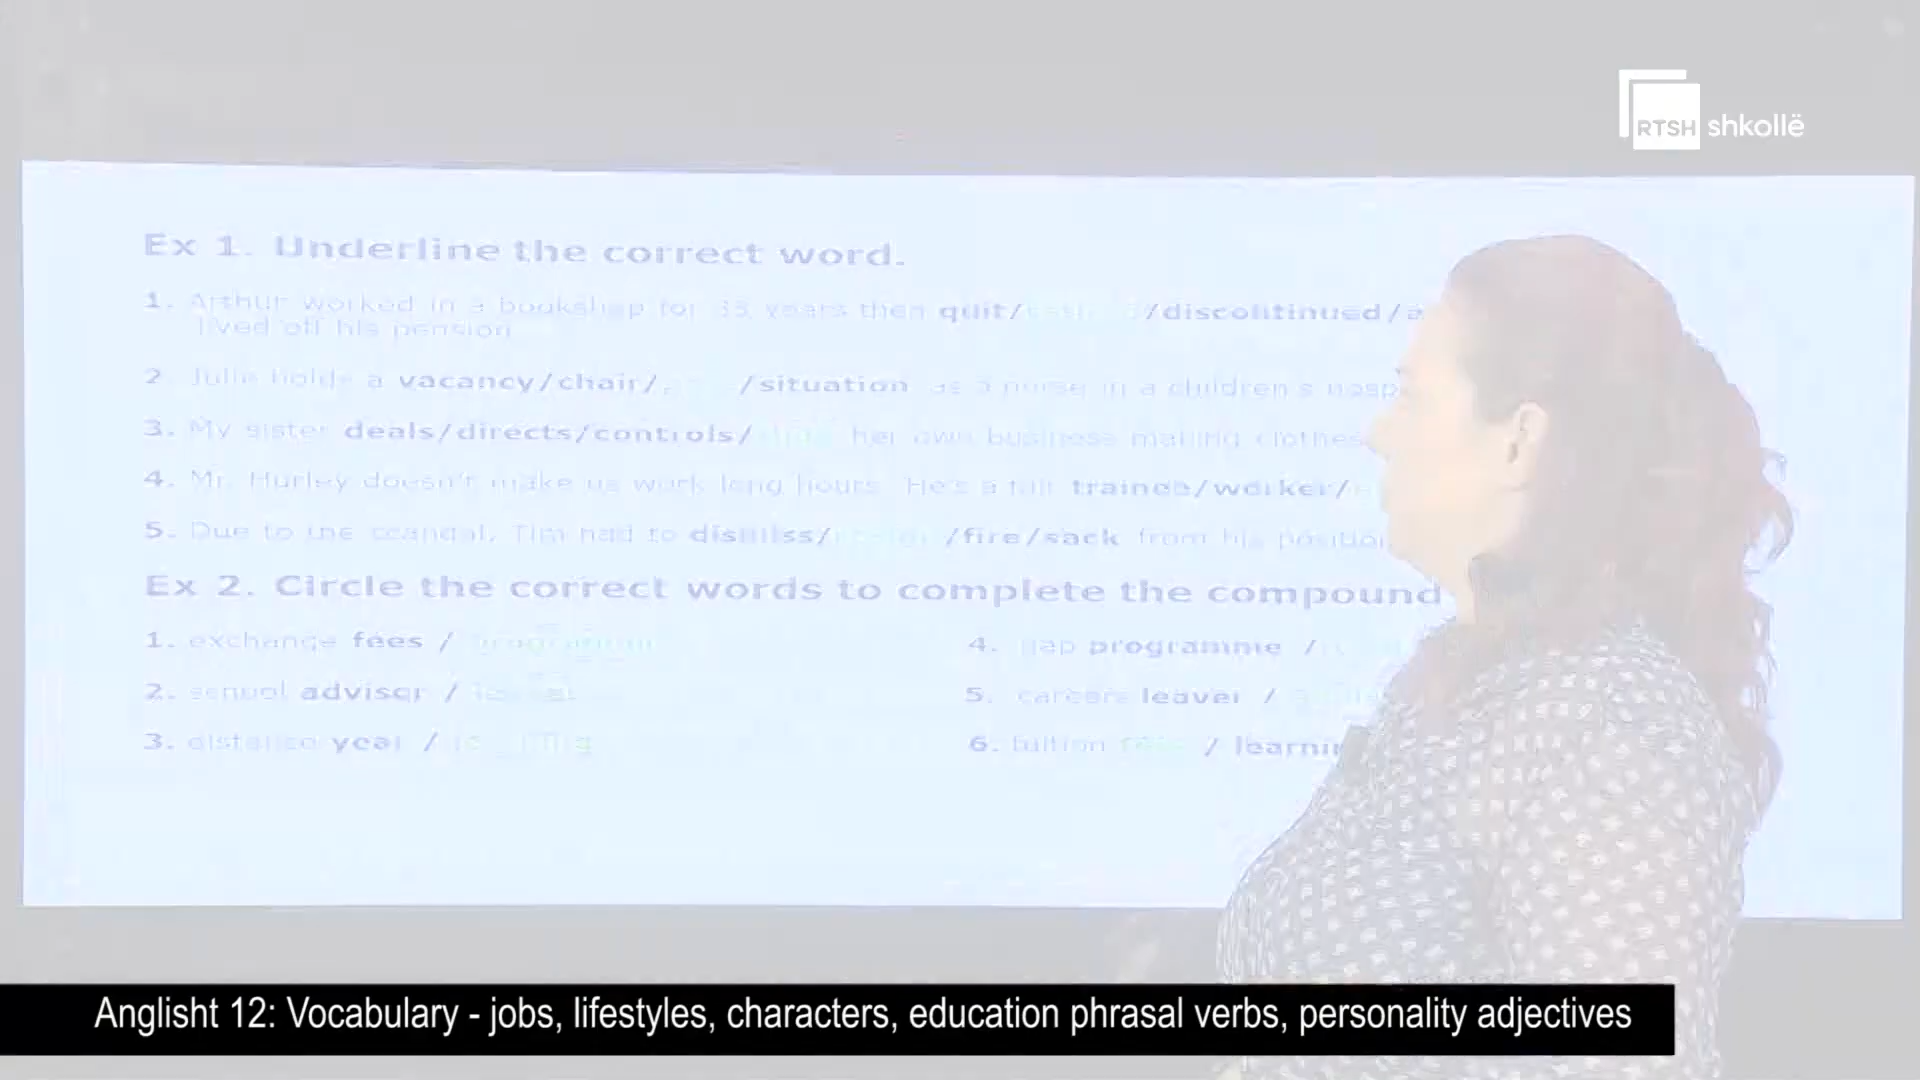 RTSH shkollë
Ex 1. Underline the correct word.
1. Arthur worked in a bookshop for 35 years then quit/ /discontinued/
lived off his pension
2. Julie holds a vacancy/chair/ /situation as a nurse in a children's
3. My sister deals/directs/controls/ her own business making clothes
4. Mr. Hurley doesn't make us work long hours. He's a fair trainee/worker/
5. Due to the scandal, Tim had to dismiss/ /fire/sack from his position
Ex 2. Circle the correct words to complete the compound
1. exchange fees / programme
4. gap programme /
2. school advisor /
5. careers leaver /
3. distance year / learning
6. tuition fees / learning
Anglisht 12: Vocabulary - jobs, lifestyles, characters, education phrasal verbs, personality adjectives